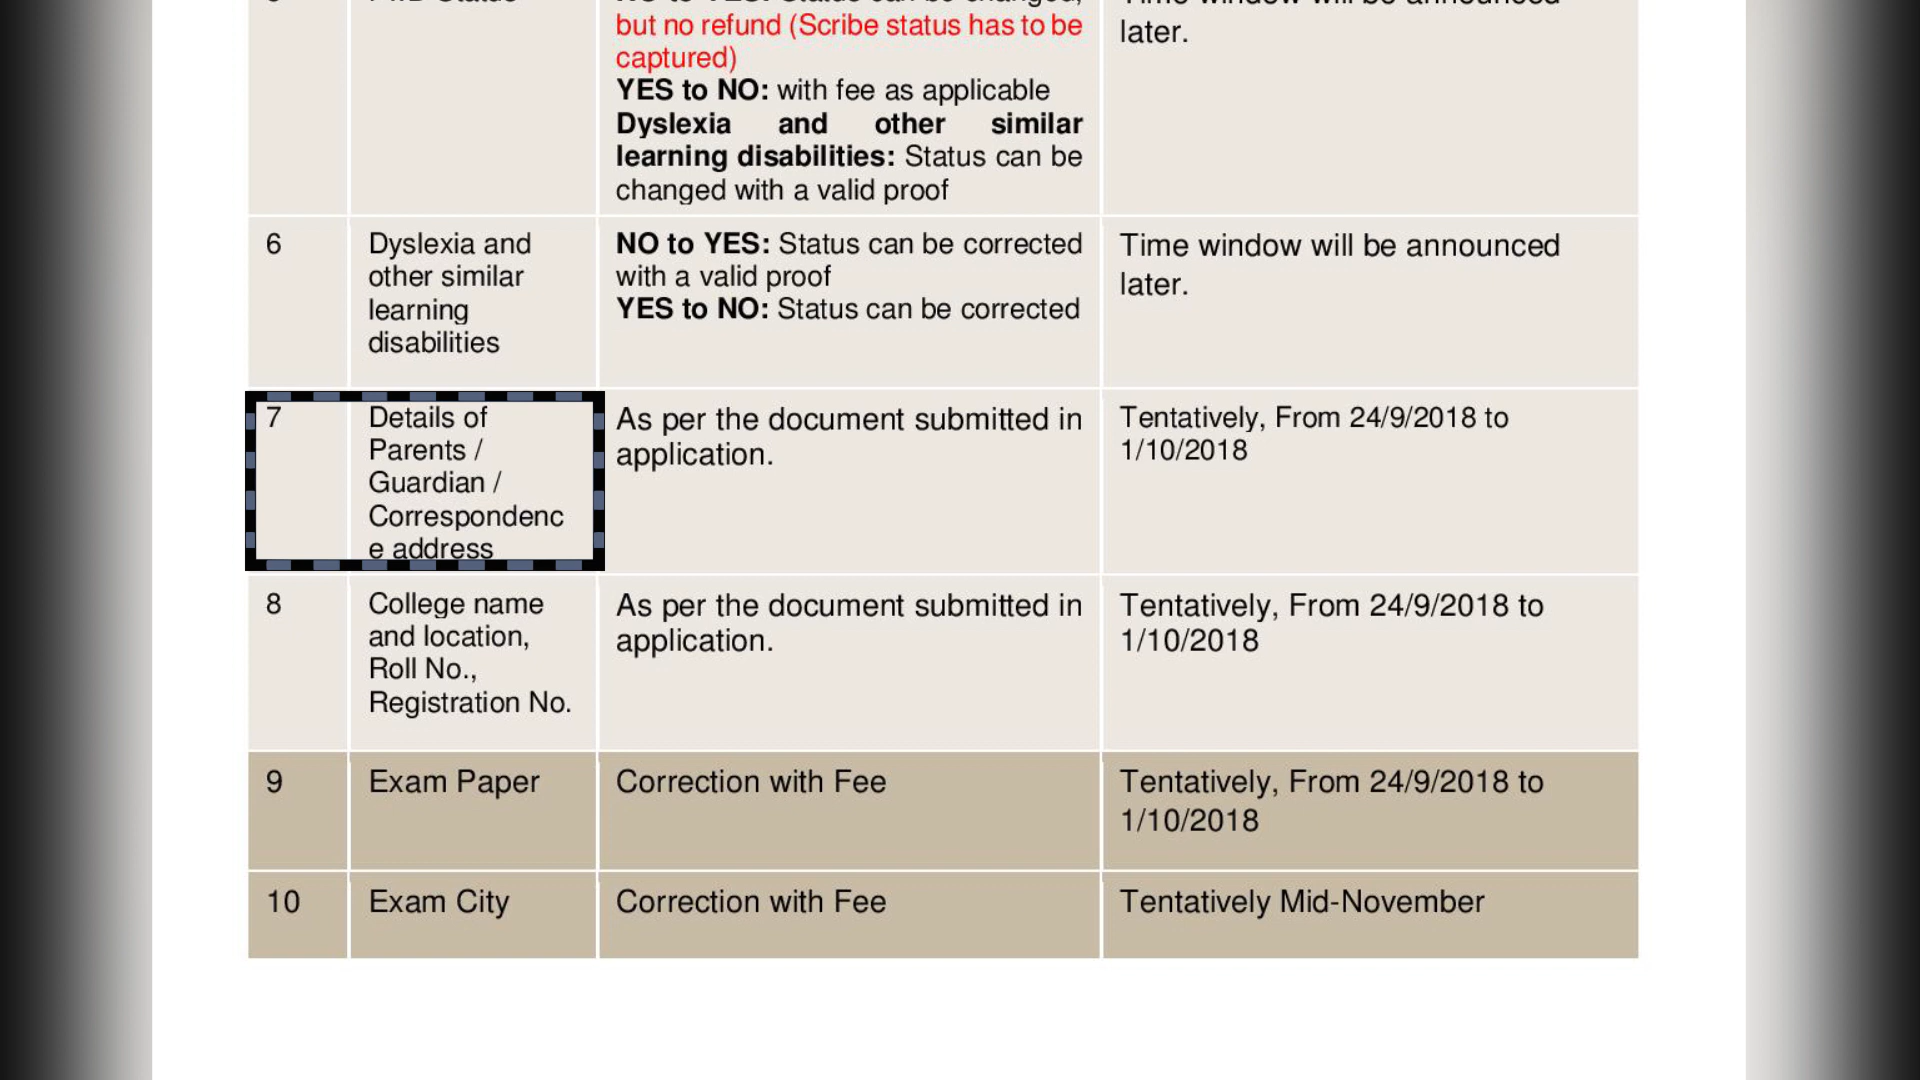 but no refund (Scribe status has to be
captured)
later.
YES to NO: with fee as applicable
Dyslexia and other similar
learning disabilities: Status can be
changed with a valid proof
6
Dyslexia and
other similar
learning
disabilities
NO to YES: Status can be corrected
with a valid proof
YES to NO: Status can be corrected
Time window will be announced
later.
7
Details of
Parents /
Guardian /
Correspondenc
e address
As per the document submitted in
application.
Tentatively, From 24/9/2018 to
1/10/2018
8
College name
and location,
Roll No.,
Registration No.
As per the document submitted in
application.
Tentatively, From 24/9/2018 to
1/10/2018
9
Exam Paper
Correction with Fee
Tentatively, From 24/9/2018 to
1/10/2018
10
Exam City
Correction with Fee
Tentatively Mid-November